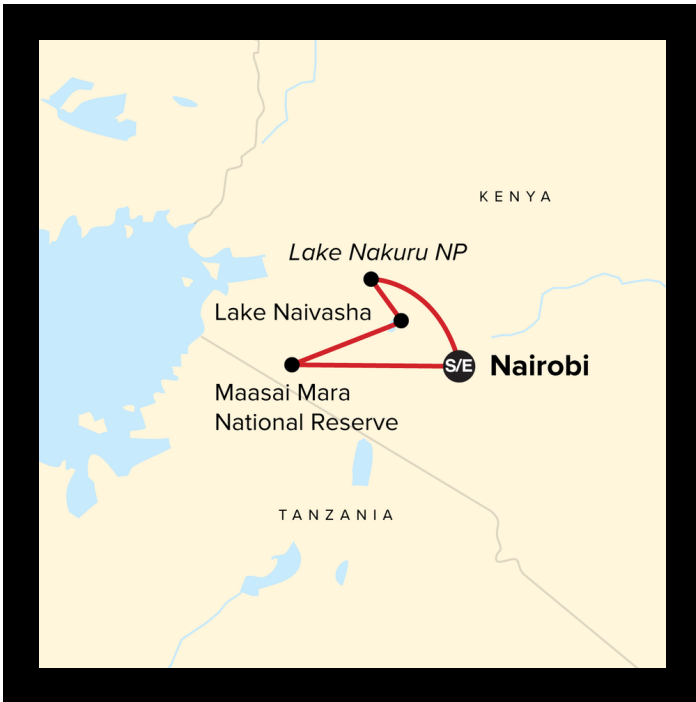 KENYA
Lake Nakuru NP
Lake Naivasha
S/E Nairobi
Maasai Mara
National Reserve
TANZANIA